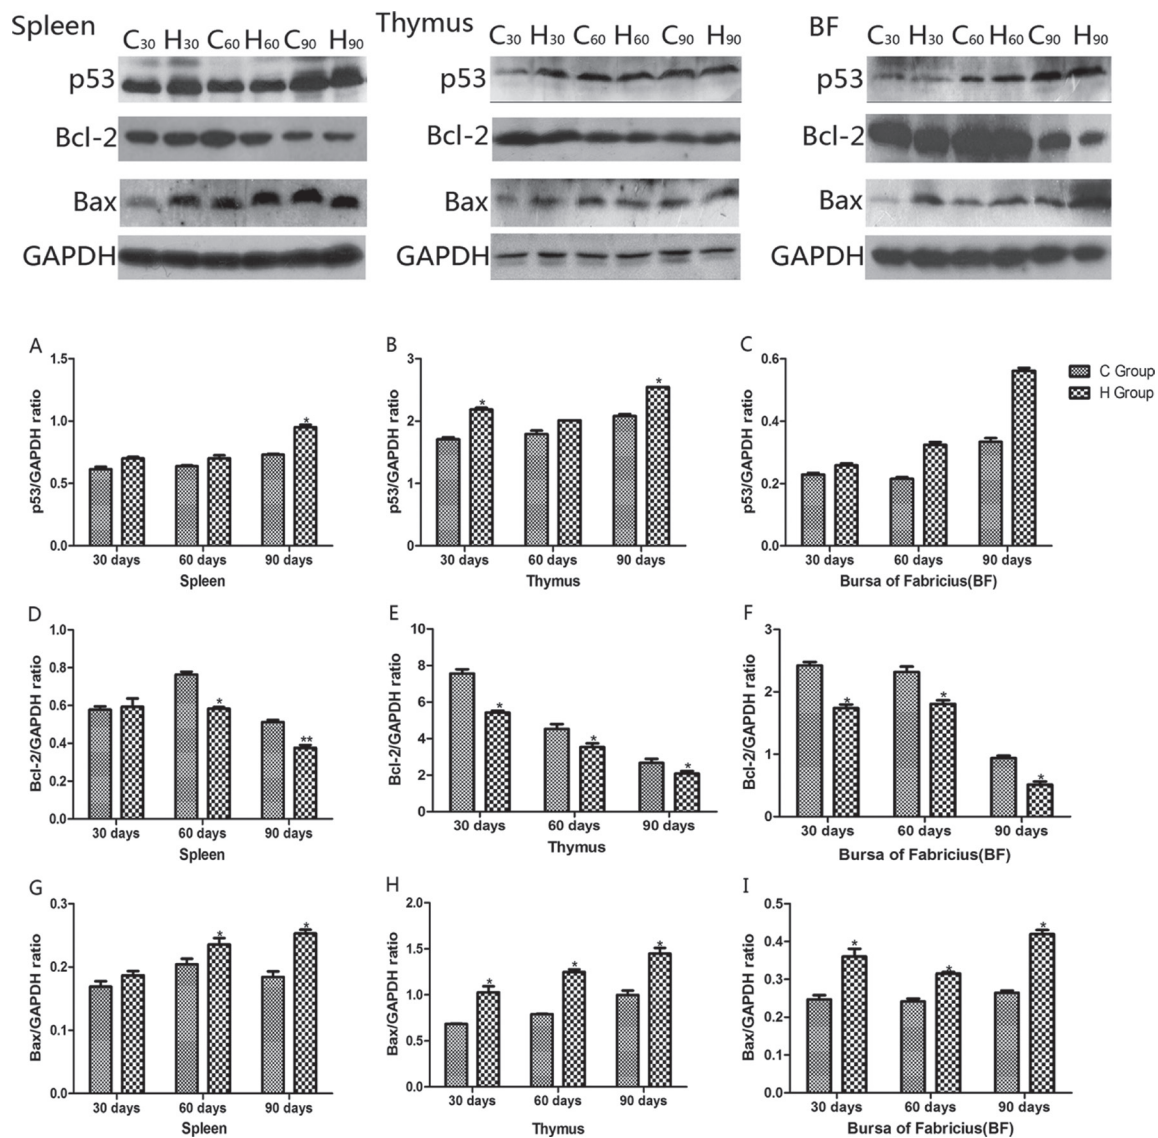 Spleen
C30 H30 C60 H60 C90 H90
p53
Bcl-2
Bax
GAPDH
Thymus
C30 H30 C60 H60 C90 H90
p53
Bcl-2
Bax
GAPDH
BF
C30 H30 C60 H60 C90 H90
p53
Bcl-2
Bax
GAPDH
A
p53/GAPDH ratio
1.5
1.0
0.5
0.0
*
30 days 60 days 90 days
Spleen
B
p53/GAPDH ratio
3
2
1
0
* *
30 days 60 days 90 days
Thymus
C
p53/GAPDH ratio
0.6
0.4
0.2
0.0
30 days 60 days 90 days
Bursa of Fabricius(BF)
C Group
H Group
D
Bcl-2/GAPDH ratio
1.0
0.8
0.6
0.4
0.2
0.0
* **
30 days 60 days 90 days
Spleen
E
Bcl-2/GAPDH ratio
10
8
6
4
2
0
* * *
30 days 60 days 90 days
Thymus
F
Bcl-2/GAPDH ratio
3
2
1
0
* * *
30 days 60 days 90 days
Bursa of Fabricius(BF)
G
Bax/GAPDH ratio
0.3
0.2
0.1
0.0
* *
30 days 60 days 90 days
Spleen
H
Bax/GAPDH ratio
2.0
1.5
1.0
0.5
0.0
* * *
30 days 60 days 90 days
Thymus
I
Bax/GAPDH ratio
0.5
0.4
0.3
0.2
0.1
0.0
* * *
30 days 60 days 90 days
Bursa of Fabricius(BF)